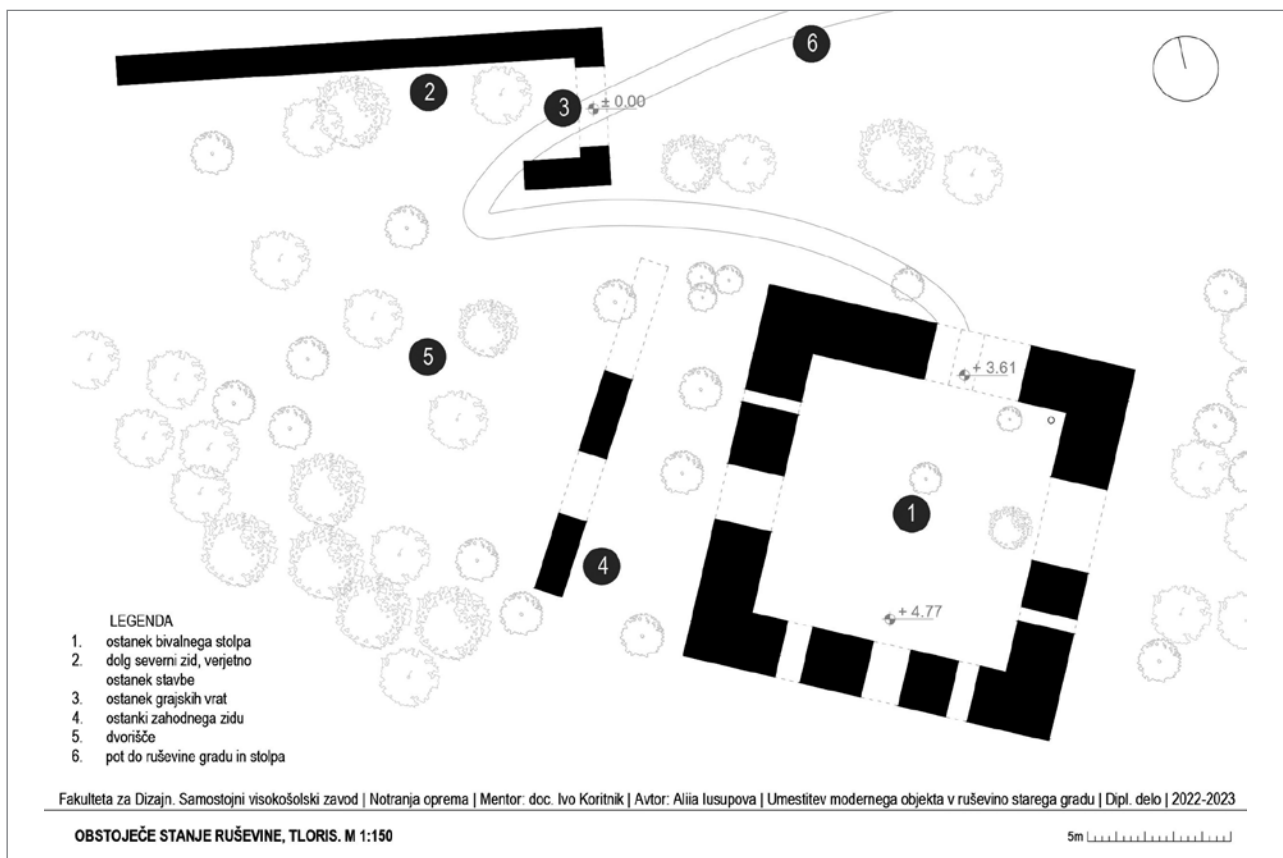 6
2
3
± 0.00
5
+ 3.61
1
4
+ 4.77
LEGENDA
1. ostanek bivalnega stolpa
2. dolg severni zid, verjetno
ostanek stavbe
3. ostanek grajskih vrat
4. ostanki zahodnega zidu
5. dvorišče
6. pot do ruševine gradu in stolpa
Fakulteta za Dizajn. Samostojni visokošolski zavod | Notranja oprema | Mentor: doc. Ivo Koritnik | Avtor: Aliia Iusupova | Umestitev modernega objekta v ruševino starega gradu | Dipl. delo | 2022-2023
OBSTOJEČE STANJE RUŠEVINE, TLORIS. M 1:150
5m